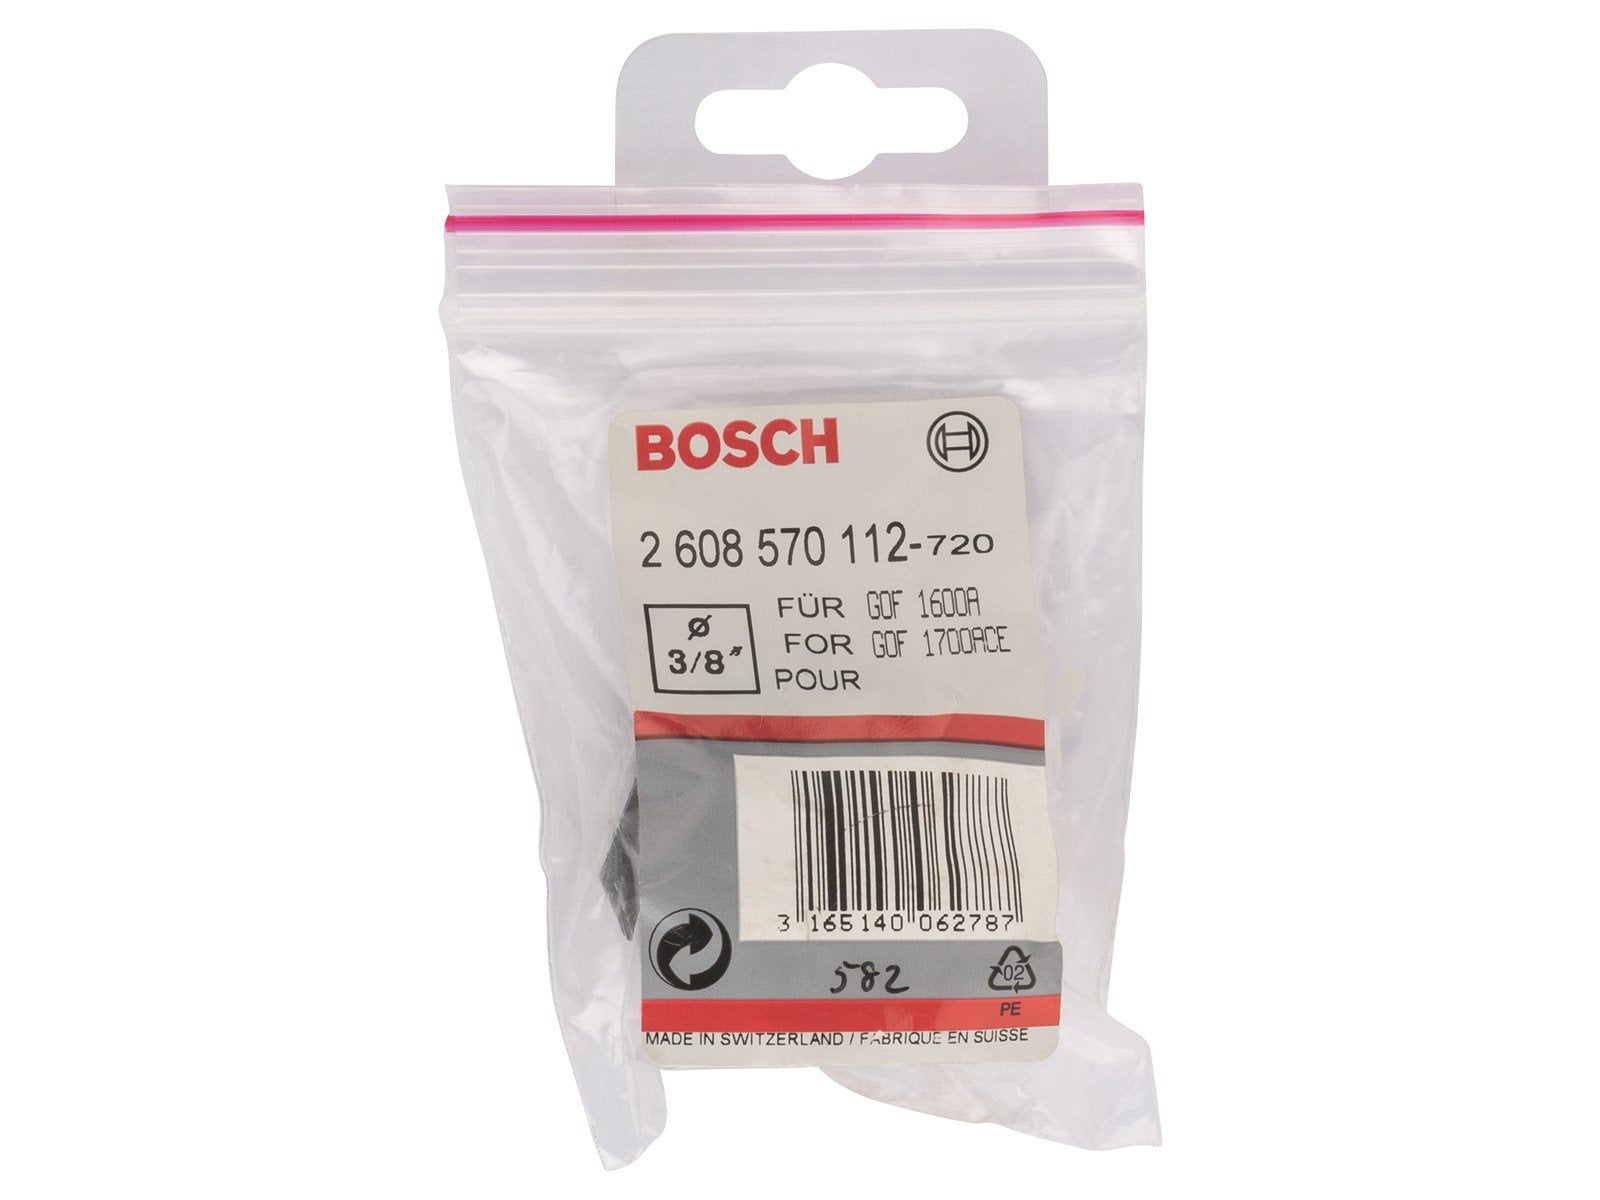 BOSCH
2 608 570 112-720
Ø
3/8"
FÜR GOF 1600A
FOR GOF 1700ACE
POUR
3 165140 062787
582
02
PE
MADE IN SWITZERLAND / FABRIQUE EN SUISSE